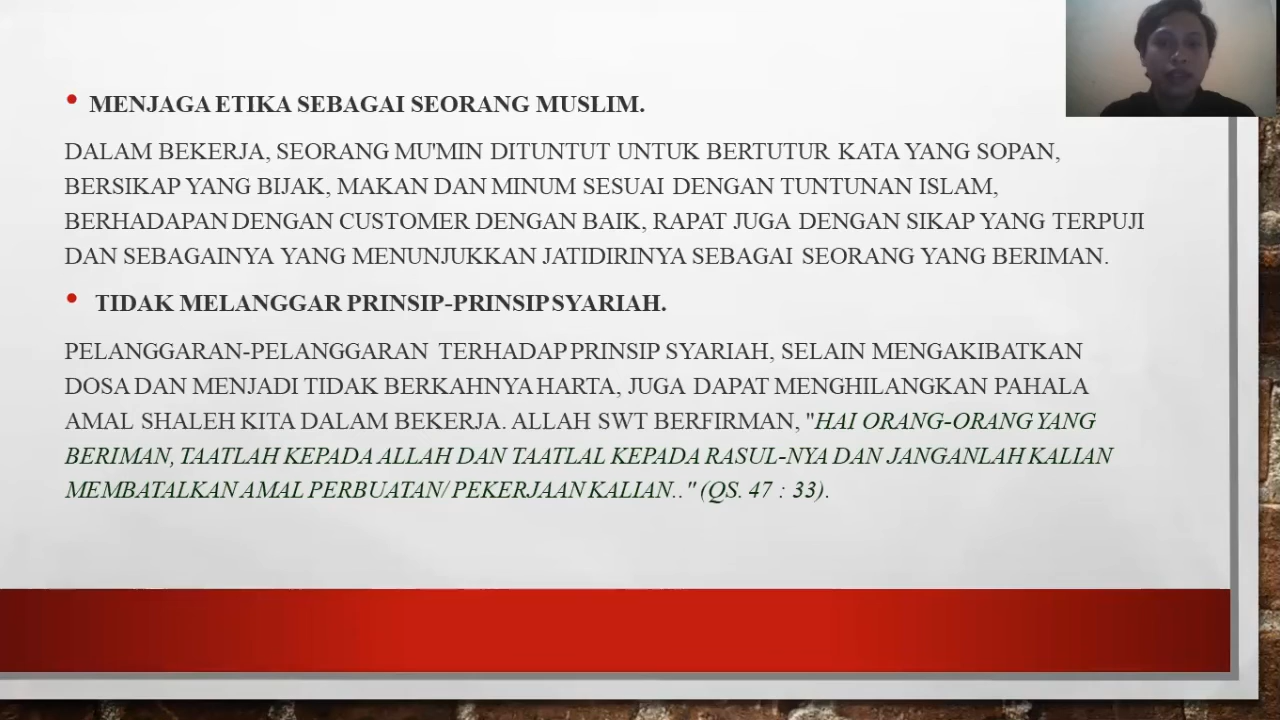 • MENJAGA ETIKA SEBAGAI SEORANG MUSLIM.
DALAM BEKERJA, SEORANG MU'MIN DITUNTUT UNTUK BERTUTUR KATA YANG SOPAN,
BERSIKAP YANG BIJAK, MAKAN DAN MINUM SESUAI DENGAN TUNTUNAN ISLAM,
BERHADAPAN DENGAN CUSTOMER DENGAN BAIK, RAPAT JUGA DENGAN SIKAP YANG TERPUJI
DAN SEBAGAINYA YANG MENUNJUKKAN JATIDIRINYA SEBAGAI SEORANG YANG BERIMAN.
• TIDAK MELANGGAR PRINSIP-PRINSIP SYARIAH.
PELANGGARAN-PELANGGARAN TERHADAP PRINSIP SYARIAH, SELAIN MENGAKIBATKAN
DOSA DAN MENJADI TIDAK BERKAHNYA HARTA, JUGA DAPAT MENGHILANGKAN PAHALA
AMAL SHALEH KITA DALAM BEKERJA. ALLAH SWT BERFIRMAN, "HAI ORANG-ORANG YANG
BERIMAN, TAATLAH KEPADA ALLAH DAN TAATLAL KEPADA RASUL-NYA DAN JANGANLAH KALIAN
MEMBATALKAN AMAL PERBUATAN/ PEKERJAAN KALIAN.." (QS. 47 : 33).